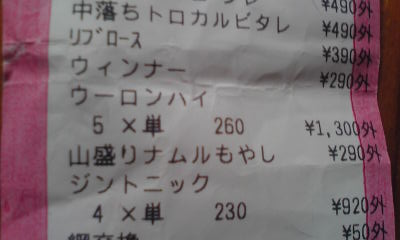 ¥490外
中落ちトロカルビタレ ¥490外
ﾘﾌﾞﾛｰｽ ¥390外
ウィンナー ¥290外
ウーロンハイ
5 ×単 260 ¥1,300外
山盛りナムルもやし ¥290外
ジントニック
4 ×単 230 ¥920外
網交換 ¥50外